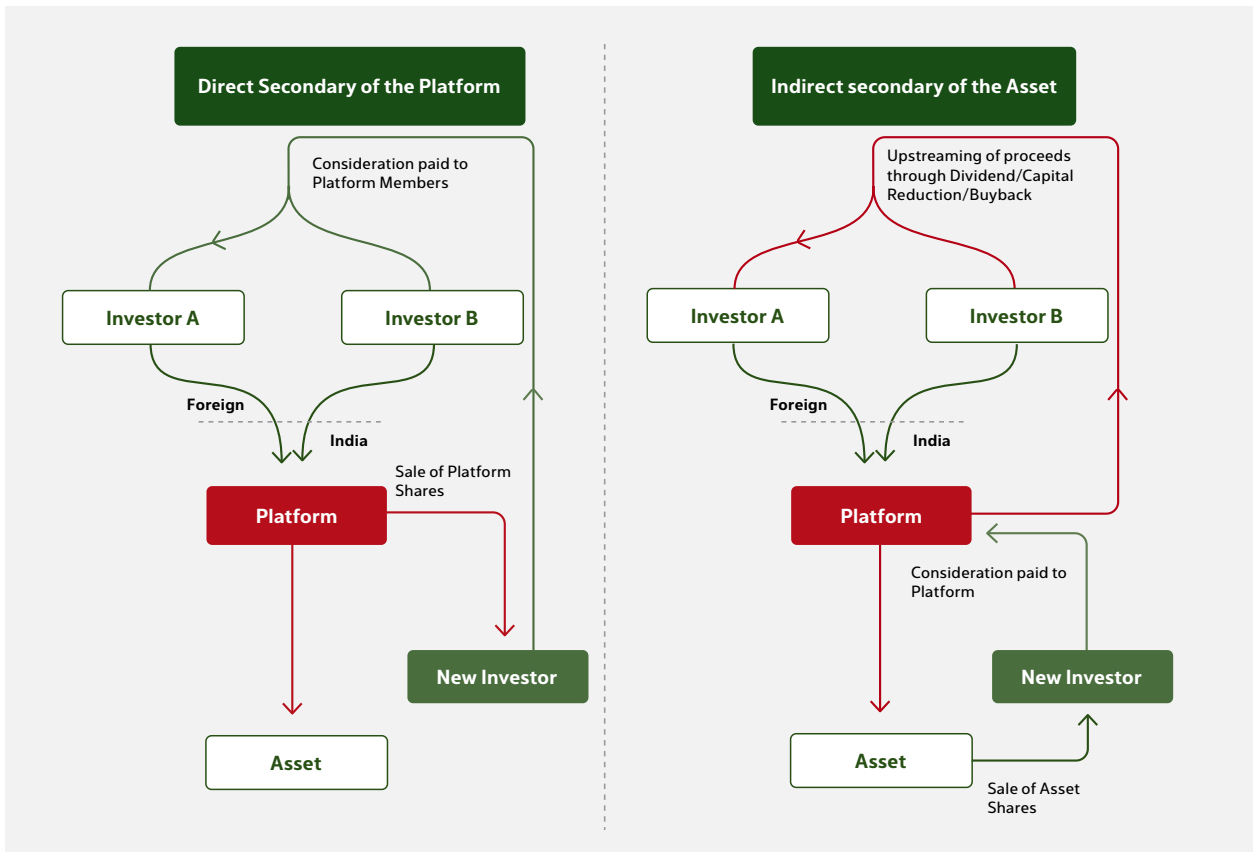 Direct Secondary of the Platform
Consideration paid to
Platform Members
Investor A
Investor B
Foreign
India
Sale of Platform
Shares
Platform
New Investor
Asset
Indirect secondary of the Asset
Upstreaming of proceeds
through Dividend/Capital
Reduction/Buyback
Investor A
Investor B
Foreign
India
Platform
Consideration paid to
Platform
New Investor
Asset
Sale of Asset
Shares